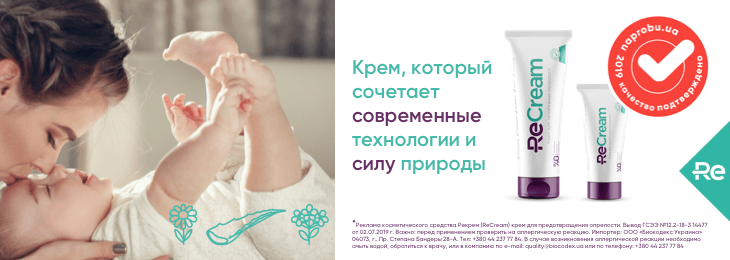 Крем, который
сочетает
современные
технологии и
силу природы
ReCream
ReCream
naprobu.ua
2019 качество подтверждено
Re
* Реклама косметического средства Рекрем (ReCream) крем для предотвращения опрелости. Вывод ГСЭЭ №12.2-18-3 14477
от 02.07.2019 г. Важно: перед применением проверить на аллергическую реакцию. Импортер: ООО «Биокодекс Украина»
04073, г.. Пр. Степана Бандеры 28-А. Тел: +380 44 237 77 84. В случае возникновения аллергической реакции необходимо
смыть водой, обратиться к врачу, или в компанию по e-mail: quality@biocodex.ua или по телефону: +380 44 237 77 84